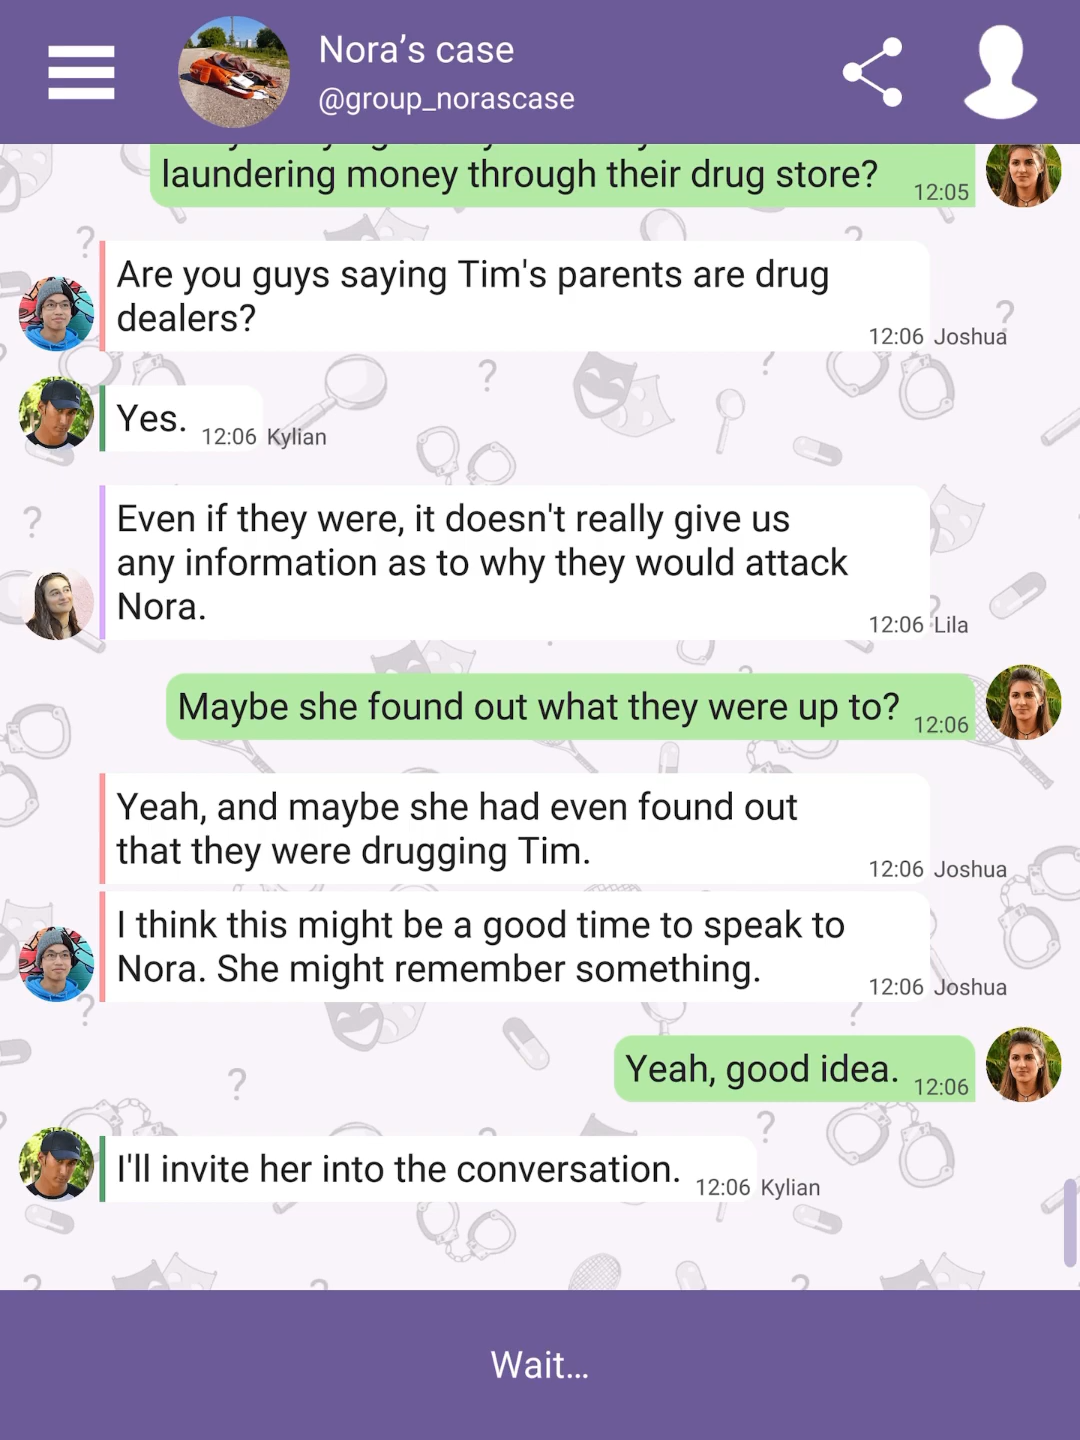 Nora’s case
@group_norascase
laundering money through their drug store?
12:05
Are you guys saying Tim's parents are drug
dealers?
12:06 Joshua
Yes.
12:06 Kylian
Even if they were, it doesn't really give us
any information as to why they would attack
Nora.
12:06 Lila
Maybe she found out what they were up to?
12:06
Yeah, and maybe she had even found out
that they were drugging Tim.
12:06 Joshua
I think this might be a good time to speak to
Nora. She might remember something.
12:06 Joshua
Yeah, good idea.
12:06
I'll invite her into the conversation.
12:06 Kylian
Wait...